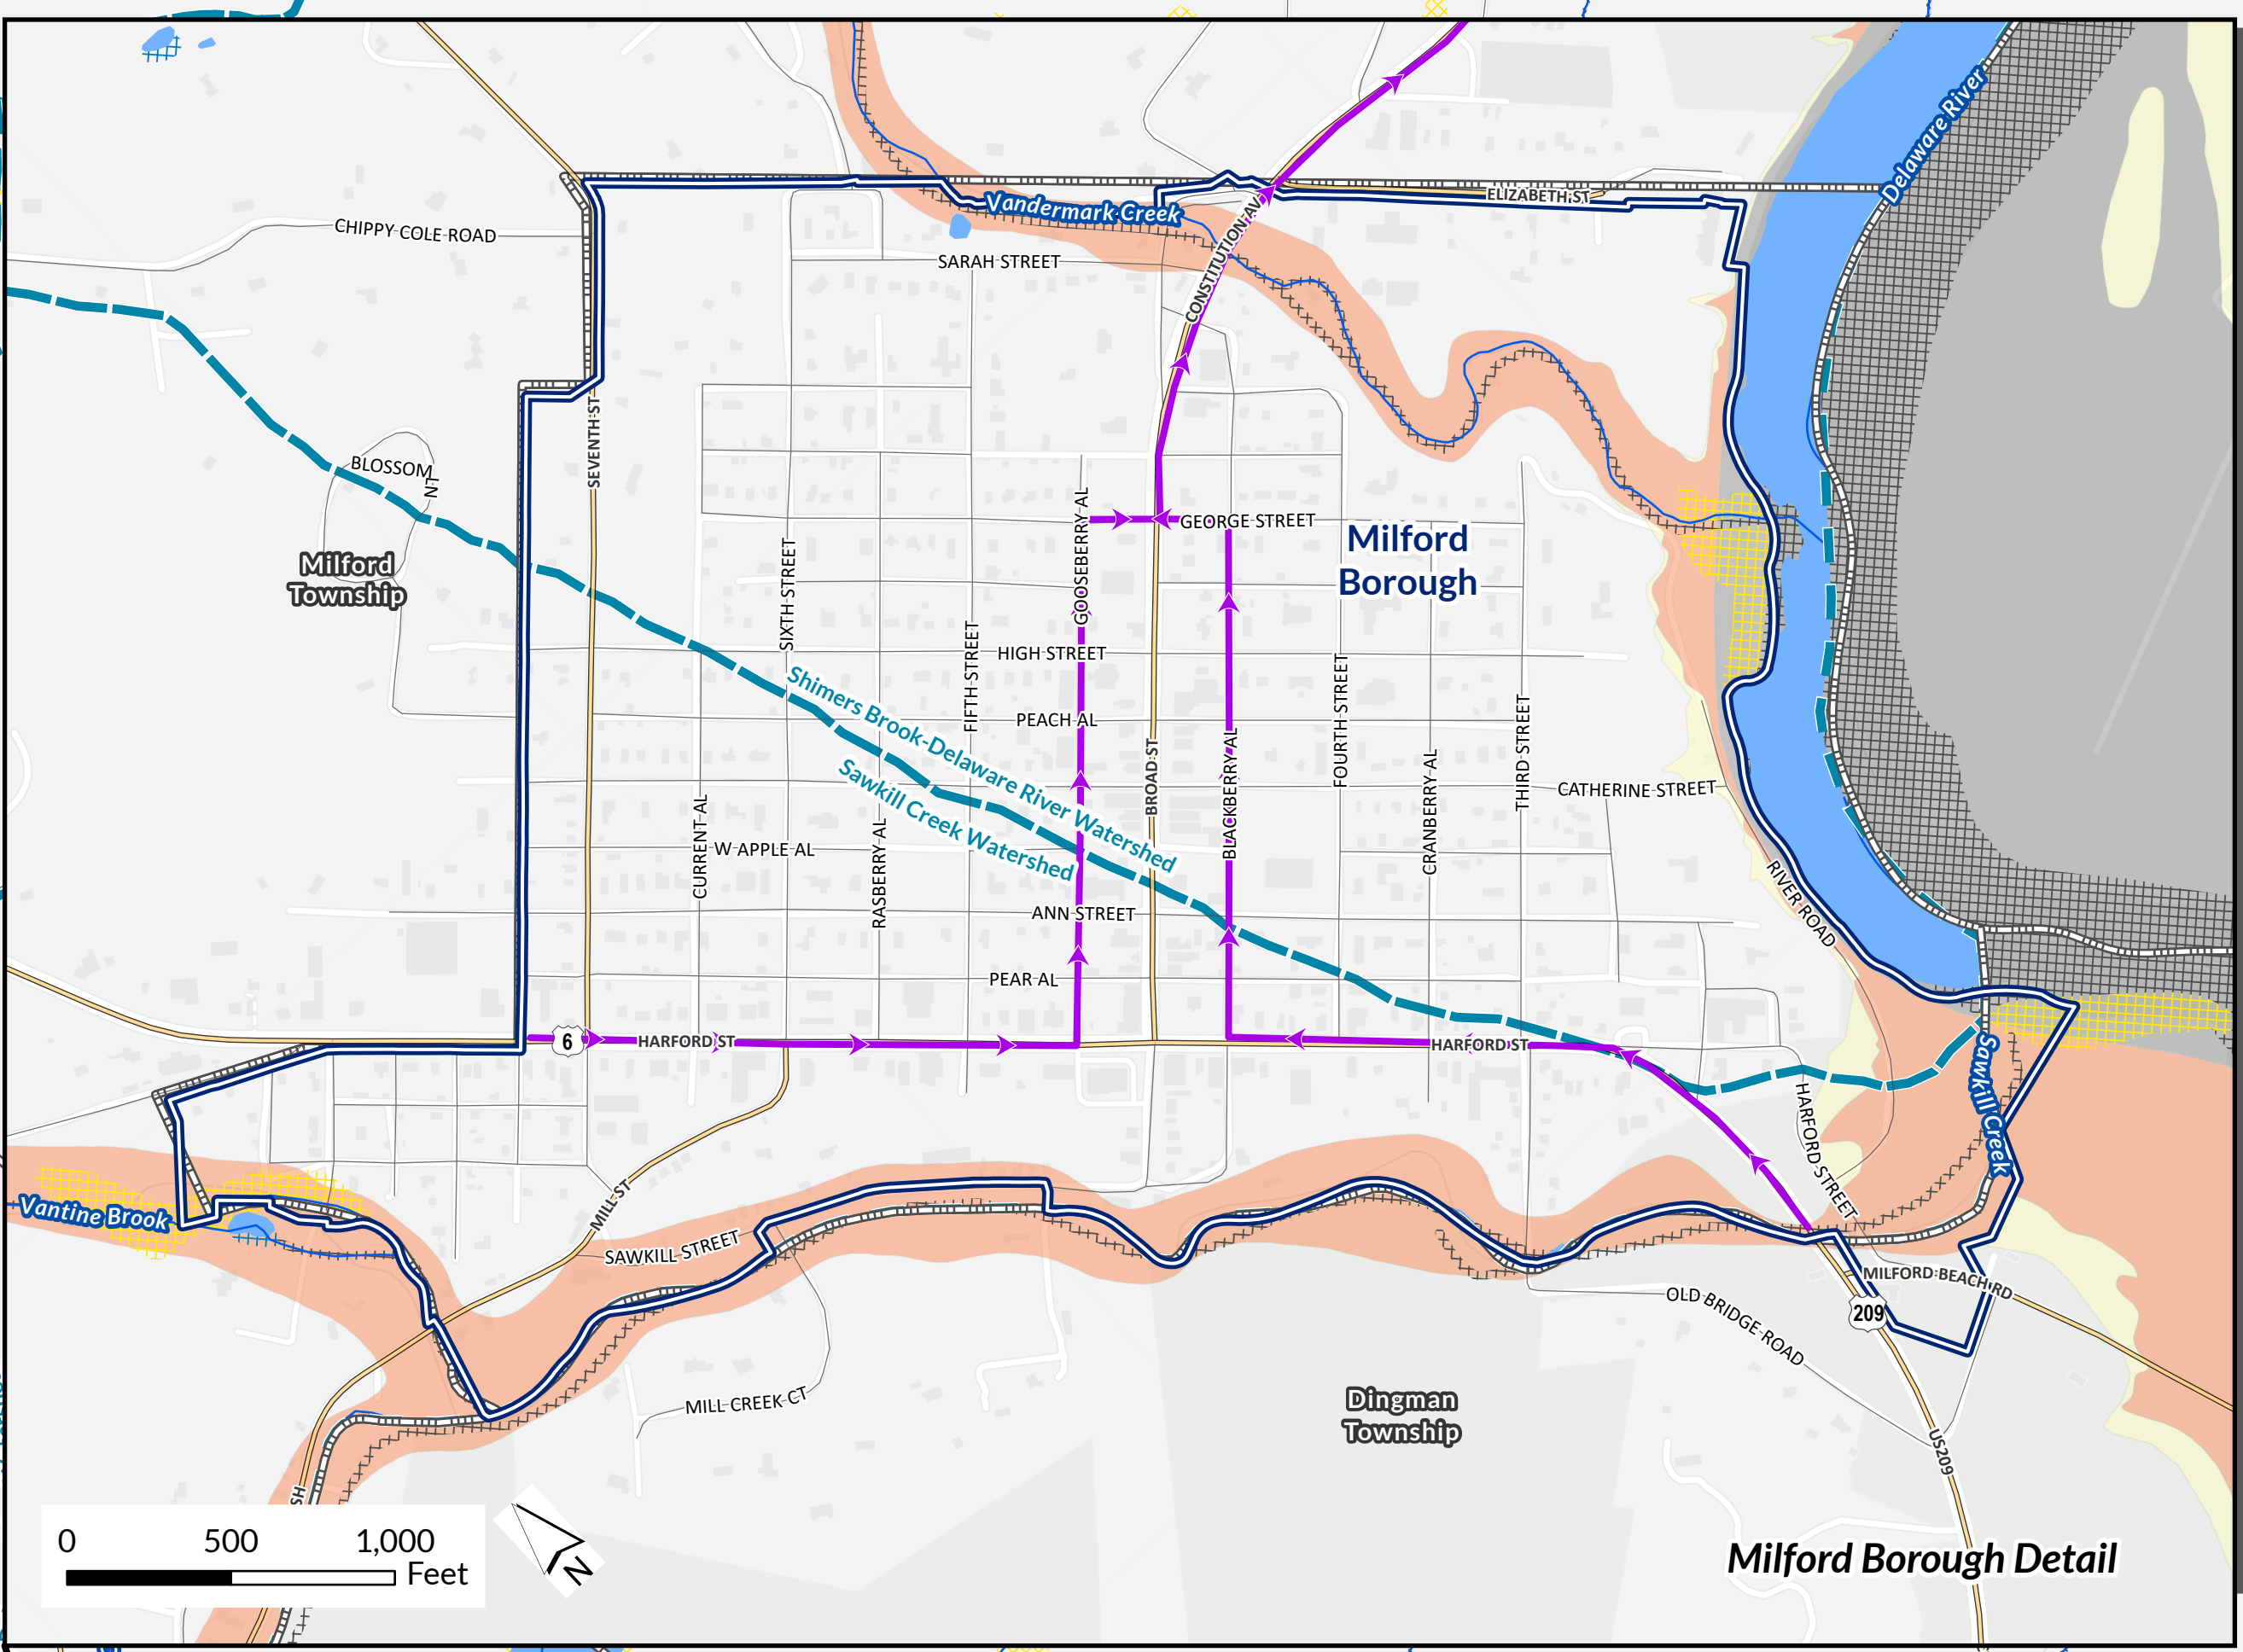 Delaware River
Vandermark Creek
ELIZABETH ST
CHIPPY COLE ROAD
SARAH STREET
CONSTITUTION AV
SEVENTH ST
BLOSSOM
LN
GOOSEBERRY AL
GEORGE STREET
Milford
Borough
Milford
Township
SIXTH STREET
FIFTH STREET
HIGH STREET
PEACH AL
FOURTH STREET
THIRD STREET
Shimers Brook-Delaware River Watershed
Sawkill Creek Watershed
BROAD ST
BLACKBERRY AL
CRANBERRY AL
CATHERINE STREET
CURRENT AL
W APPLE AL
RASBERRY AL
RIVER ROAD
ANN STREET
PEAR AL
6
HARFORD ST
HARFORD ST
Sawkill Creek
HARFORD STREET
Vantine Brook
MILL ST
SAWKILL STREET
MILFORD BEACH RD
OLD BRIDGE ROAD
209
MILL CREEK CT
Dingman
Township
US209
SH
0 500 1,000
Feet
N
Milford Borough Detail